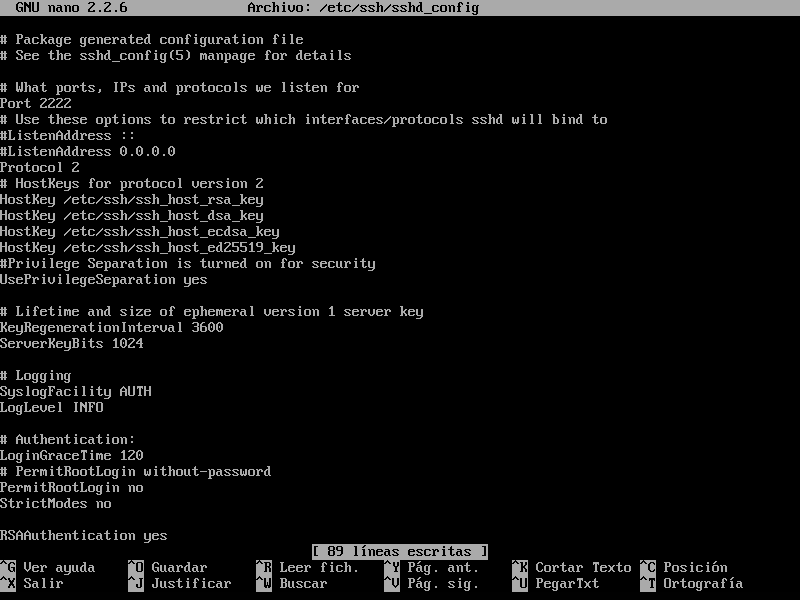 GNU nano 2.2.6 Archivo: /etc/ssh/sshd_config
# Package generated configuration file
# See the sshd_config(5) manpage for details
# What ports, IPs and protocols we listen for
Port 2222
# Use these options to restrict which interfaces/protocols sshd will bind to
#ListenAddress ::
#ListenAddress 0.0.0.0
Protocol 2
# HostKeys for protocol version 2
HostKey /etc/ssh/ssh_host_rsa_key
HostKey /etc/ssh/ssh_host_dsa_key
HostKey /etc/ssh/ssh_host_ecdsa_key
HostKey /etc/ssh/ssh_host_ed25519_key
#Privilege Separation is turned on for security
UsePrivilegeSeparation yes
# Lifetime and size of ephemeral version 1 server key
KeyRegenerationInterval 3600
ServerKeyBits 1024
# Logging
SyslogFacility AUTH
LogLevel INFO
# Authentication:
LoginGraceTime 120
# PermitRootLogin without-password
PermitRootLogin no
StrictModes no
RSAAuthentication yes
[ 89 líneas escritas ]
^G Ver ayuda ^O Guardar ^R Leer fich. ^Y Pág. ant. ^K Cortar Texto ^C Posición
^X Salir ^J Justificar ^W Buscar ^V Pág. sig. ^U PegarTxt ^T Ortografía